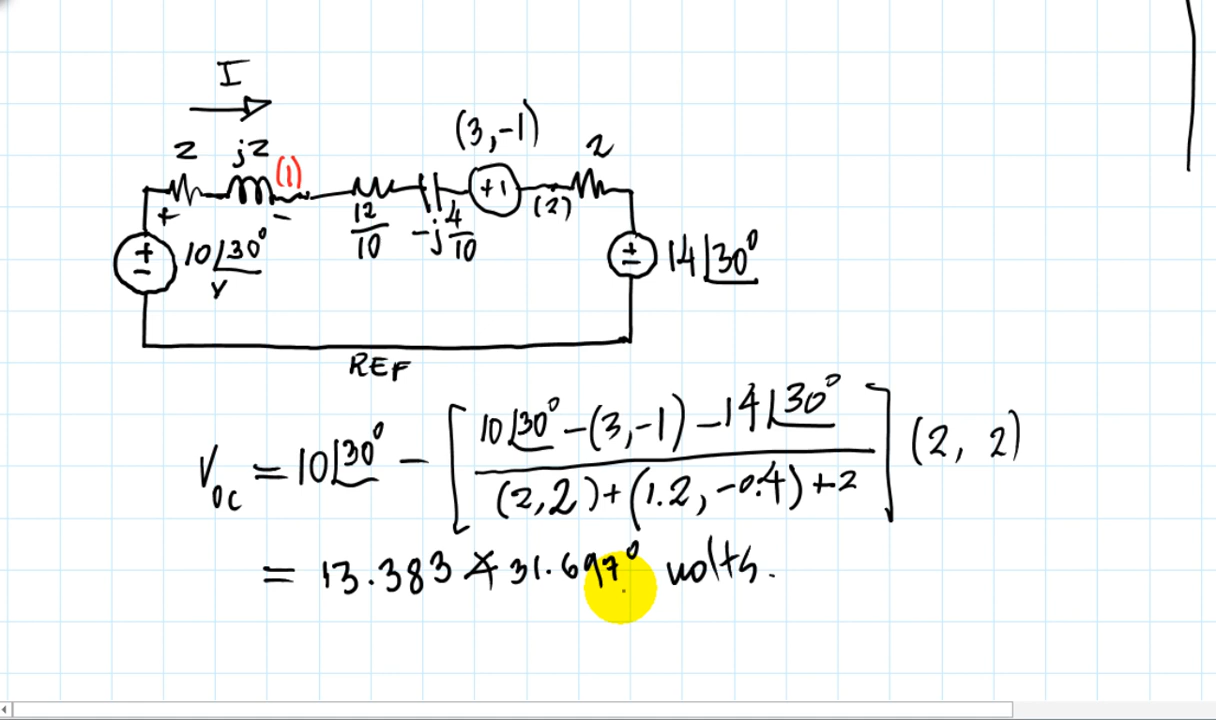 I
(3,-1)
2 j2 (1) 2
+ - 12/10 -j4/10 +1 (2)
+ - 10∠30° + - 14∠30°
REF
V_oc = 10∠30° - [ (10∠30° - (3,-1) - 14∠30°) / ((2,2) + (1.2,-0.4) + 2) ] (2, 2)
= 13.383 ∡ 31.697° volts.